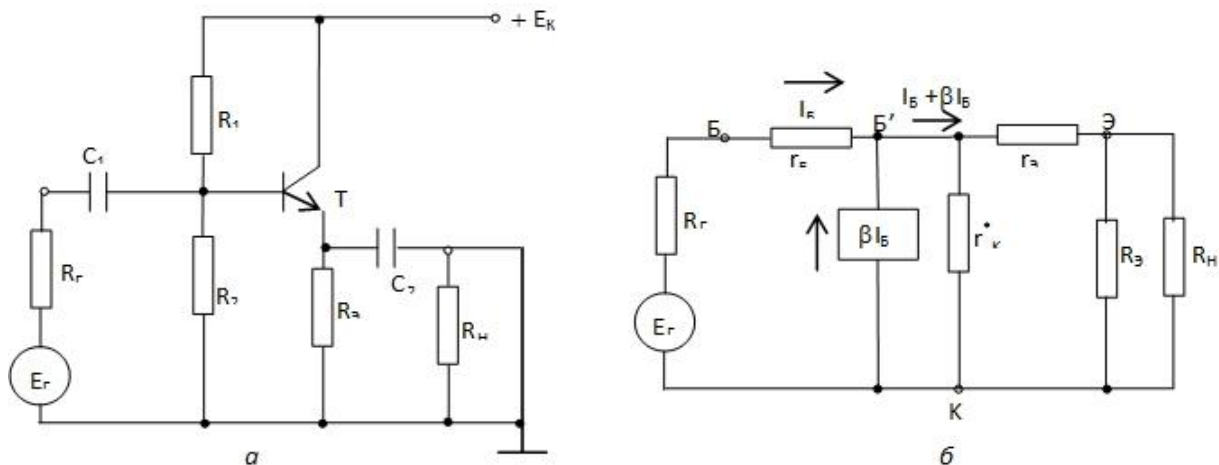 + Eк
R₁
C₁
T
Rг
R₂
C₂
Rэ
Rн
Eг
а
Iб
Iб +βIб
Б
Б’
Э
rб
rэ
Rг
βIб
r*к
Rэ
Rн
Eг
К
б